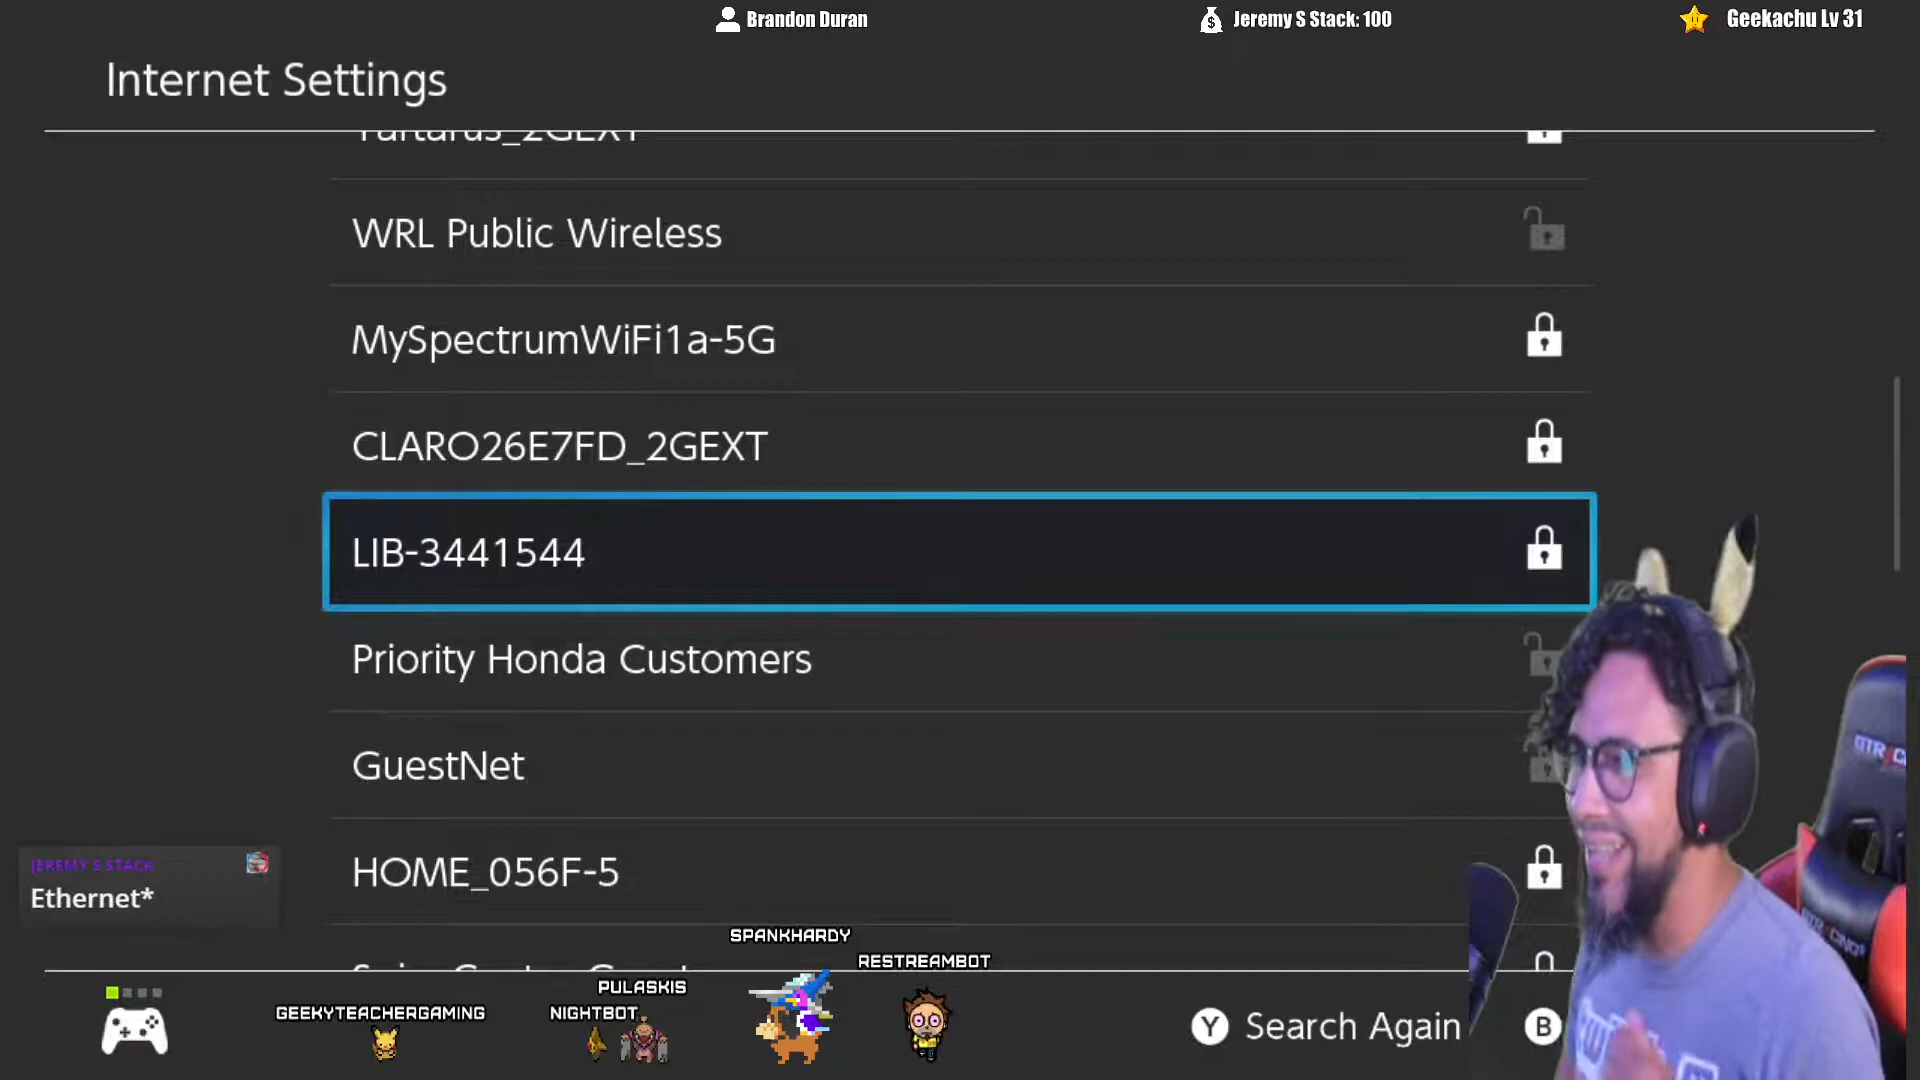 Brandon Duran
Jeremy S Stack: 100
Geekachu Lv 31
Internet Settings
Tartarus_2GEXT
WRL Public Wireless
MySpectrumWiFi1a-5G
CLARO26E7FD_2GEXT
LIB-3441544
Priority Honda Customers
GuestNet
HOME_056F-5
JEREMY S STACK
Ethernet*
SPANKHARDY
RESTREAMBOT
PULASKIS
GEEKYTEACHERGAMING
NIGHTBOT
Y Search Again
B